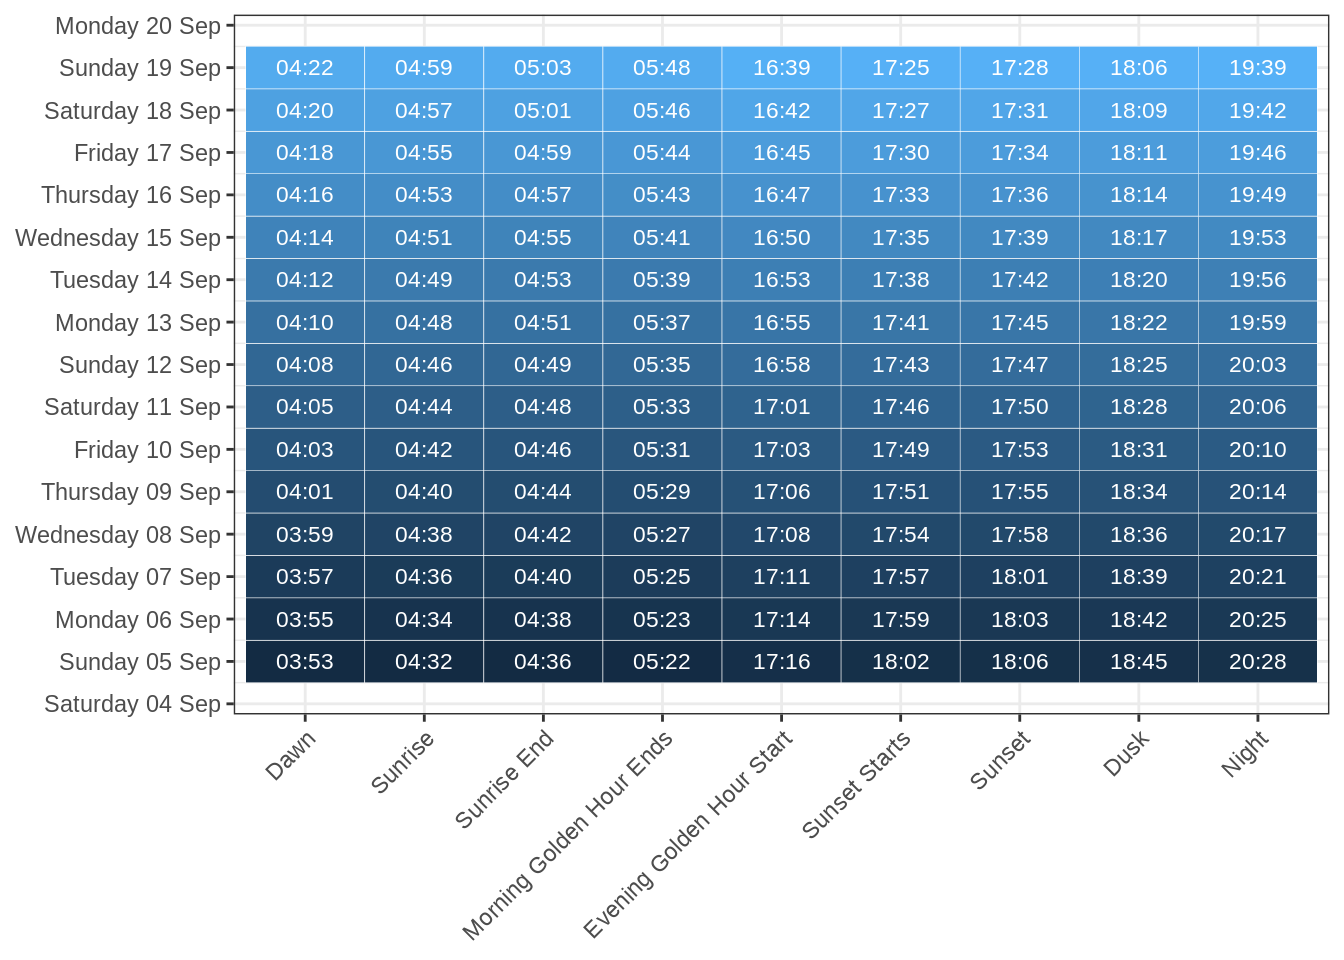 Monday 20 Sep
Sunday 19 Sep 04:22 04:59 05:03 05:48 16:39 17:25 17:28 18:06 19:39
Saturday 18 Sep 04:20 04:57 05:01 05:46 16:42 17:27 17:31 18:09 19:42
Friday 17 Sep 04:18 04:55 04:59 05:44 16:45 17:30 17:34 18:11 19:46
Thursday 16 Sep 04:16 04:53 04:57 05:43 16:47 17:33 17:36 18:14 19:49
Wednesday 15 Sep 04:14 04:51 04:55 05:41 16:50 17:35 17:39 18:17 19:53
Tuesday 14 Sep 04:12 04:49 04:53 05:39 16:53 17:38 17:42 18:20 19:56
Monday 13 Sep 04:10 04:48 04:51 05:37 16:55 17:41 17:45 18:22 19:59
Sunday 12 Sep 04:08 04:46 04:49 05:35 16:58 17:43 17:47 18:25 20:03
Saturday 11 Sep 04:05 04:44 04:48 05:33 17:01 17:46 17:50 18:28 20:06
Friday 10 Sep 04:03 04:42 04:46 05:31 17:03 17:49 17:53 18:31 20:10
Thursday 09 Sep 04:01 04:40 04:44 05:29 17:06 17:51 17:55 18:34 20:14
Wednesday 08 Sep 03:59 04:38 04:42 05:27 17:08 17:54 17:58 18:36 20:17
Tuesday 07 Sep 03:57 04:36 04:40 05:25 17:11 17:57 18:01 18:39 20:21
Monday 06 Sep 03:55 04:34 04:38 05:23 17:14 17:59 18:03 18:42 20:25
Sunday 05 Sep 03:53 04:32 04:36 05:22 17:16 18:02 18:06 18:45 20:28
Saturday 04 Sep
Dawn
Sunrise
Sunrise End
Morning Golden Hour Ends
Evening Golden Hour Start
Sunset Starts
Sunset
Dusk
Night